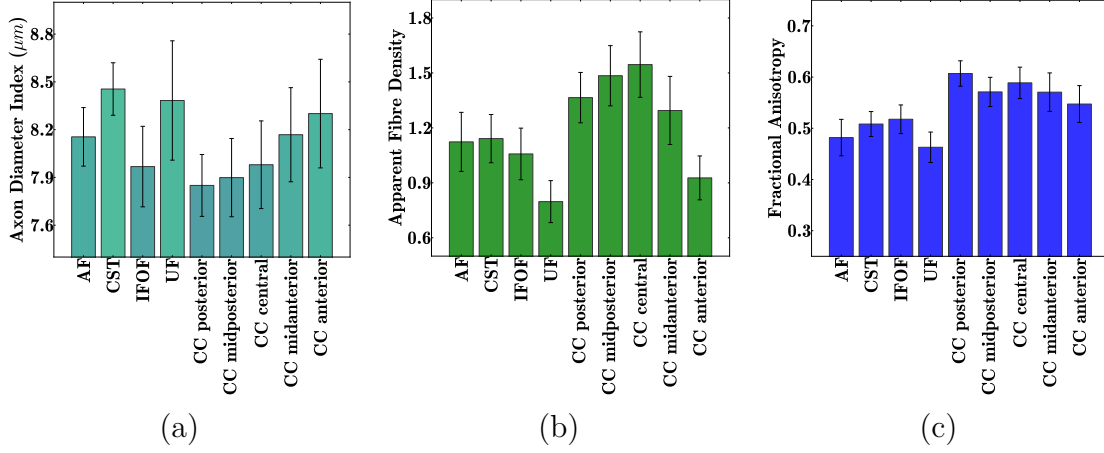 Axon Diameter Index (μm)
8.8
8.5
8.2
7.9
7.6
AF
CST
IFOF
UF
CC posterior
CC midposterior
CC central
CC midanterior
CC anterior
(a)
Apparent Fibre Density
1.8
1.5
1.2
0.9
0.6
AF
CST
IFOF
UF
CC posterior
CC midposterior
CC central
CC midanterior
CC anterior
(b)
Fractional Anisotropy
0.7
0.6
0.5
0.4
0.3
AF
CST
IFOF
UF
CC posterior
CC midposterior
CC central
CC midanterior
CC anterior
(c)